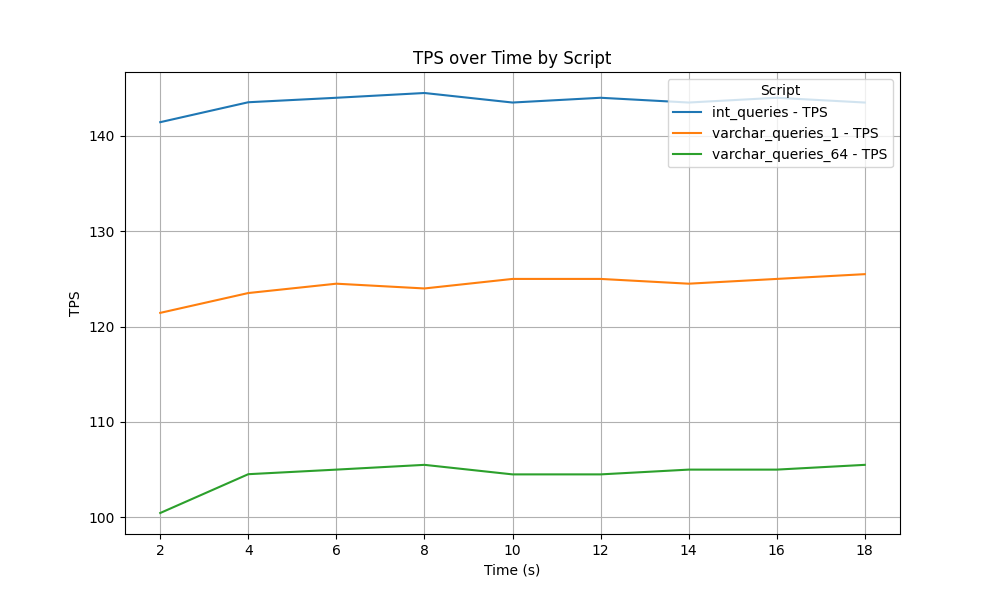 TPS over Time by Script
Script
int_queries - TPS
varchar_queries_1 - TPS
varchar_queries_64 - TPS
TPS
140
130
120
110
100
2 4 6 8 10 12 14 16 18
Time (s)